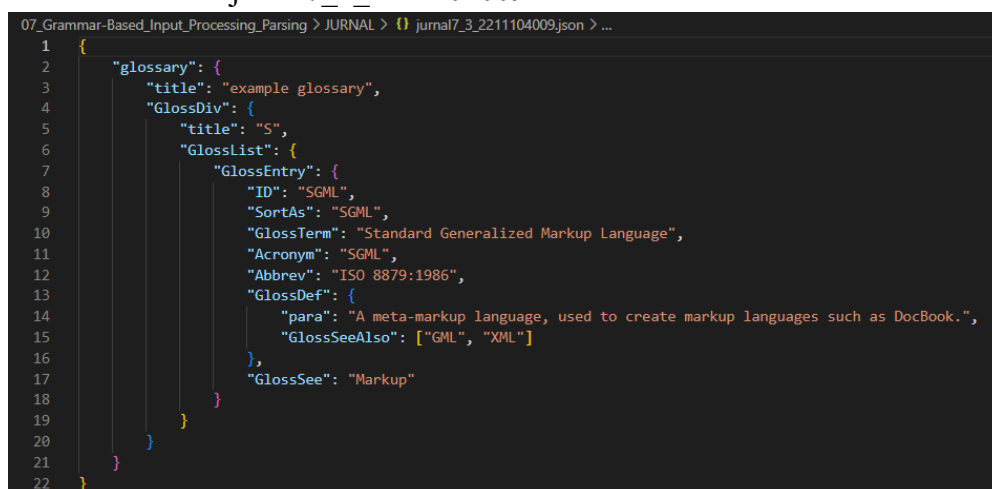 07_Grammar-Based_Input_Processing_Parsing > JURNAL > {} jurnal7_3_2211104009.json > ...
1 {
2 "glossary": {
3 "title": "example glossary",
4 "GlossDiv": {
5 "title": "S",
6 "GlossList": {
7 "GlossEntry": {
8 "ID": "SGML",
9 "SortAs": "SGML",
10 "GlossTerm": "Standard Generalized Markup Language",
11 "Acronym": "SGML",
12 "Abbrev": "ISO 8879:1986",
13 "GlossDef": {
14 "para": "A meta-markup language, used to create markup languages such as DocBook.",
15 "GlossSeeAlso": ["GML", "XML"]
16 },
17 "GlossSee": "Markup"
18 }
19 }
20 }
21 }
22 }